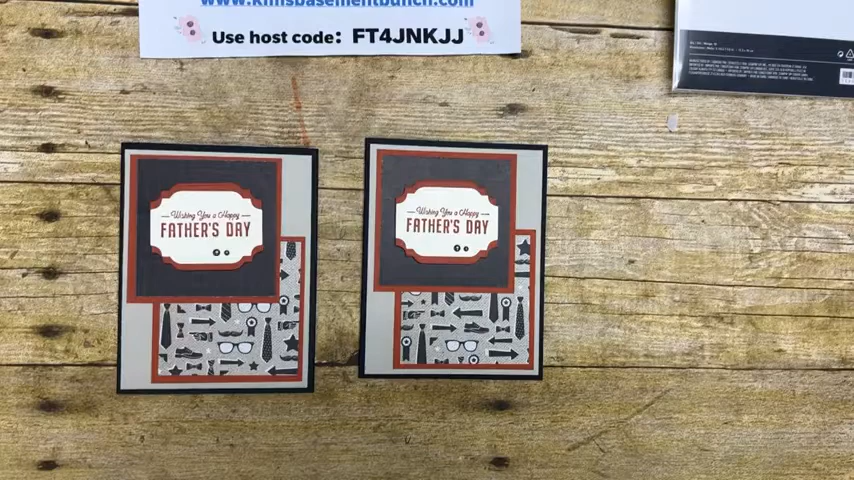 www.kimsbasementbunch.com
Use host code: FT4JNKJJ
Wishing You a Happy
FATHER'S DAY
Wishing You a Happy
FATHER'S DAY